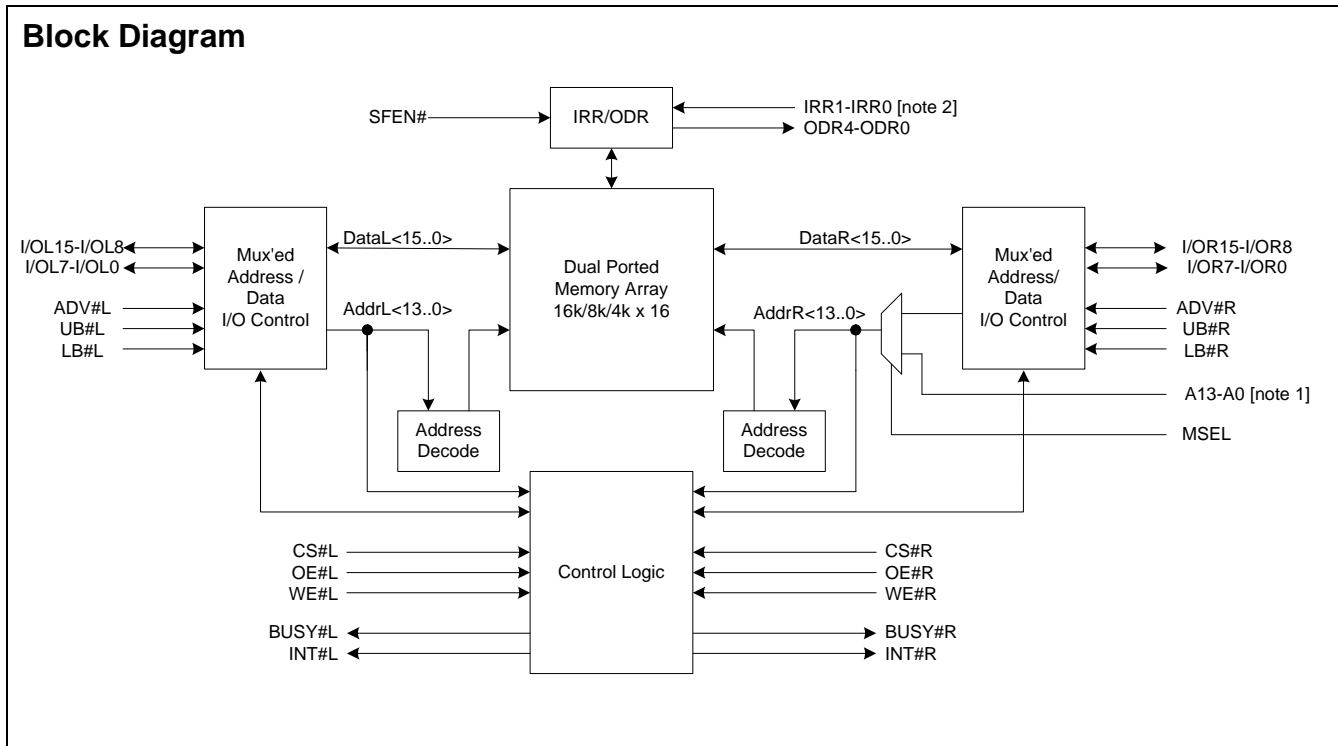 Block Diagram
SFEN#
IRR/ODR
IRR1-IRR0 [note 2]
ODR4-ODR0
I/OL15-I/OL8
I/OL7-I/OL0
ADV#L
UB#L
LB#L
Mux'ed
Address /
Data
I/O Control
DataL<15..0>
AddrL<13..0>
Dual Ported
Memory Array
16k/8k/4k x 16
DataR<15..0>
AddrR<13..0>
Mux'ed
Address/
Data
I/O Control
I/OR15-I/OR8
I/OR7-I/OR0
ADV#R
UB#R
LB#R
A13-A0 [note 1]
MSEL
Address
Decode
Address
Decode
CS#L
OE#L
WE#L
BUSY#L
INT#L
Control Logic
CS#R
OE#R
WE#R
BUSY#R
INT#R